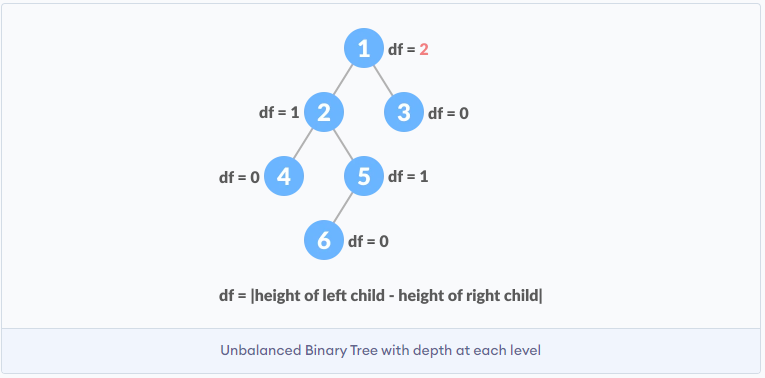 1 df = 2
df = 1 2 3 df = 0
df = 0 4 5 df = 1
6 df = 0
df = |height of left child - height of right child|
Unbalanced Binary Tree with depth at each level